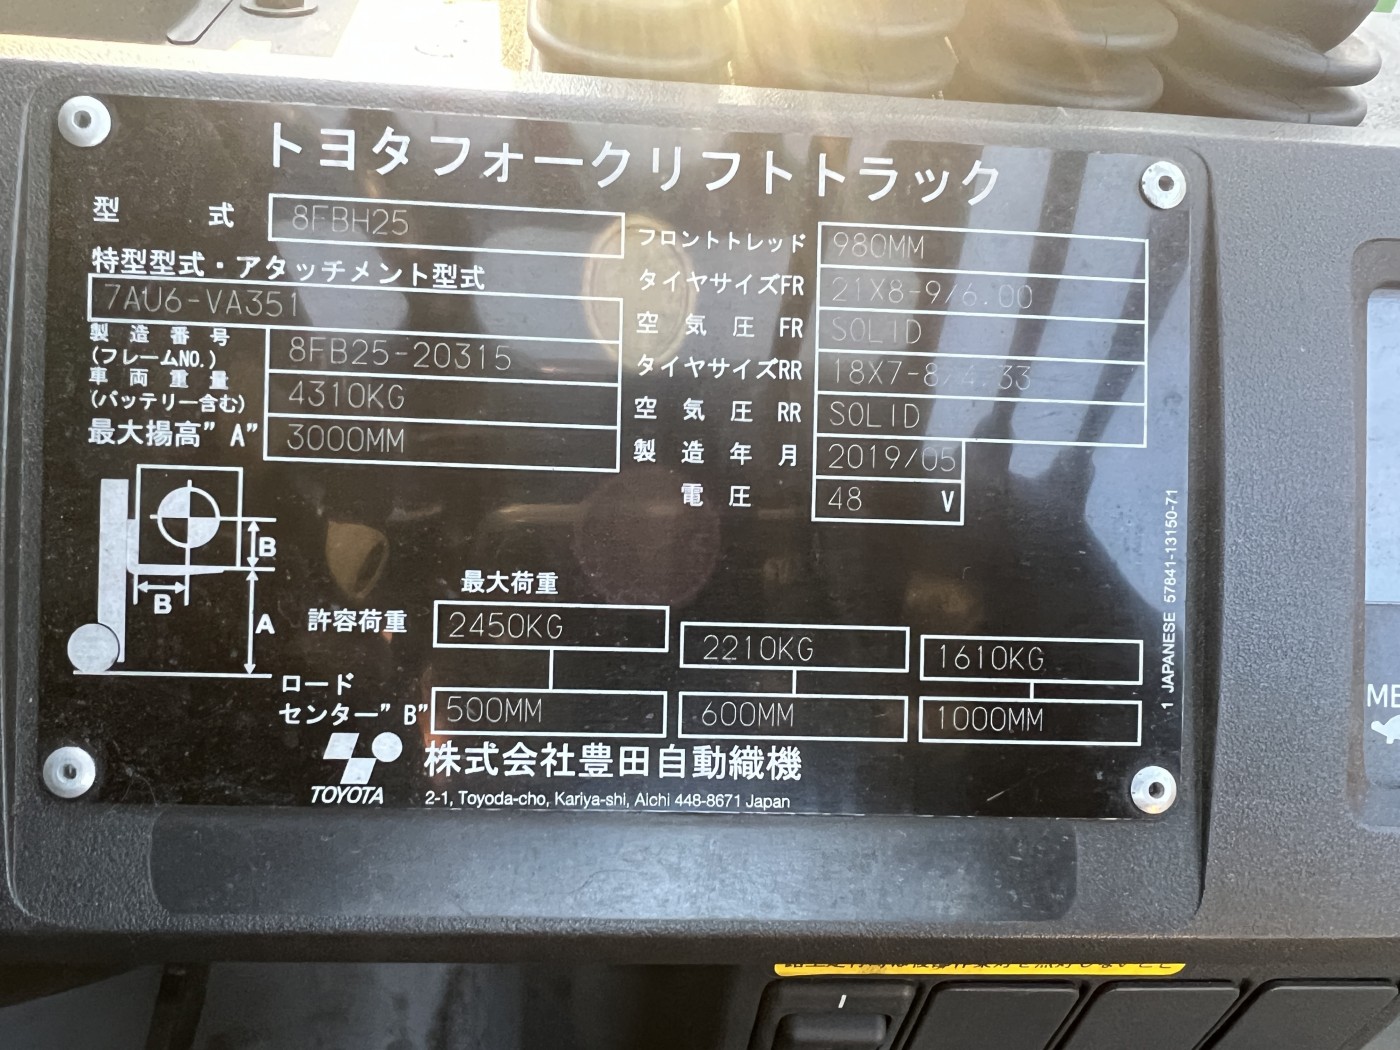 トヨタフォークリフトトラック
型 式 8FBH25
特型型式・アタッチメント型式
7AU6-VA351
製造番号
(フレームNO.) 8FB25-20315
車両重量
(バッテリー含む) 4310KG
最大揚高"A" 3000MM
フロントトレッド 980MM
タイヤサイズFR 21X8-9/6.00
空気圧 FR SOLID
タイヤサイズRR 18X7-8/4.33
空気圧 RR SOLID
製造年月 2019/05
電圧 48 V
B
B
A
最大荷重
許容荷重 2450KG 2210KG 1610KG
ロード
センター"B" 500MM 600MM 1000MM
TOYOTA
株式会社豊田自動織機
2-1, Toyoda-cho, Kariya-shi, Aichi 448-8671 Japan
1 JAPANESE 57841-13150-71
ME